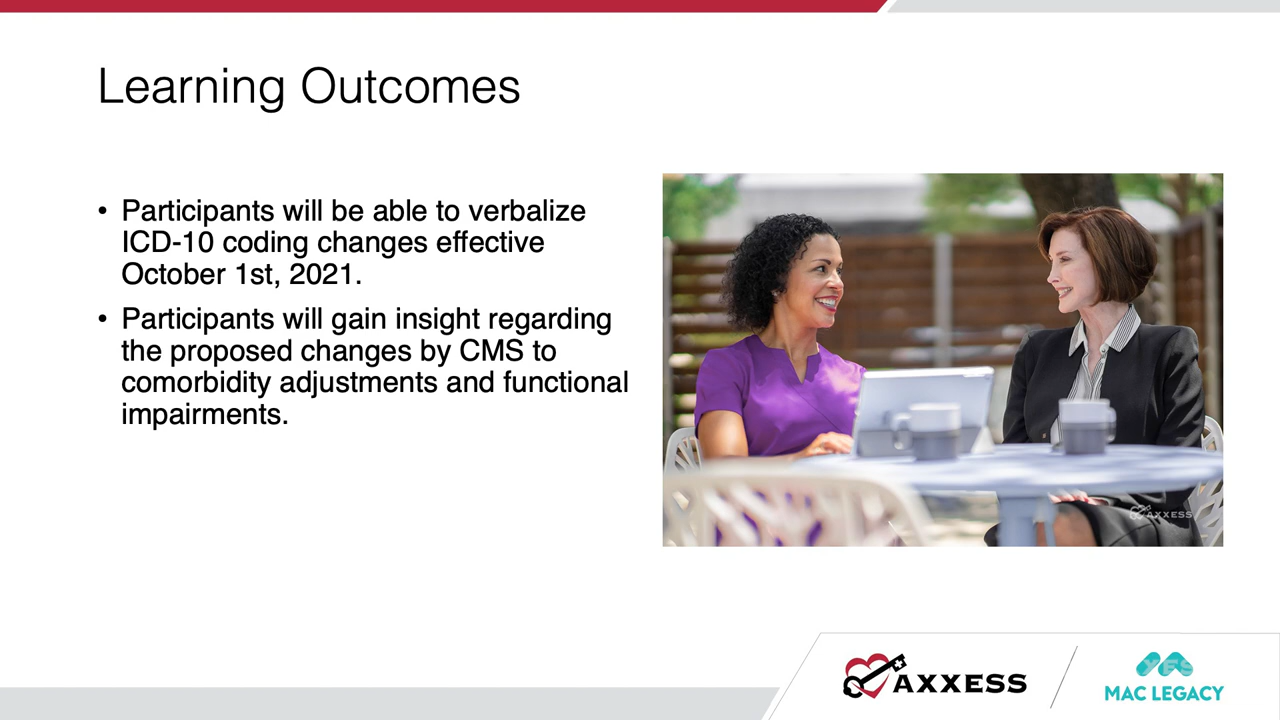 Learning Outcomes
• Participants will be able to verbalize
ICD-10 coding changes effective
October 1st, 2021.
• Participants will gain insight regarding
the proposed changes by CMS to
comorbidity adjustments and functional
impairments.
AXXESS
AXXESS
MAC LEGACY